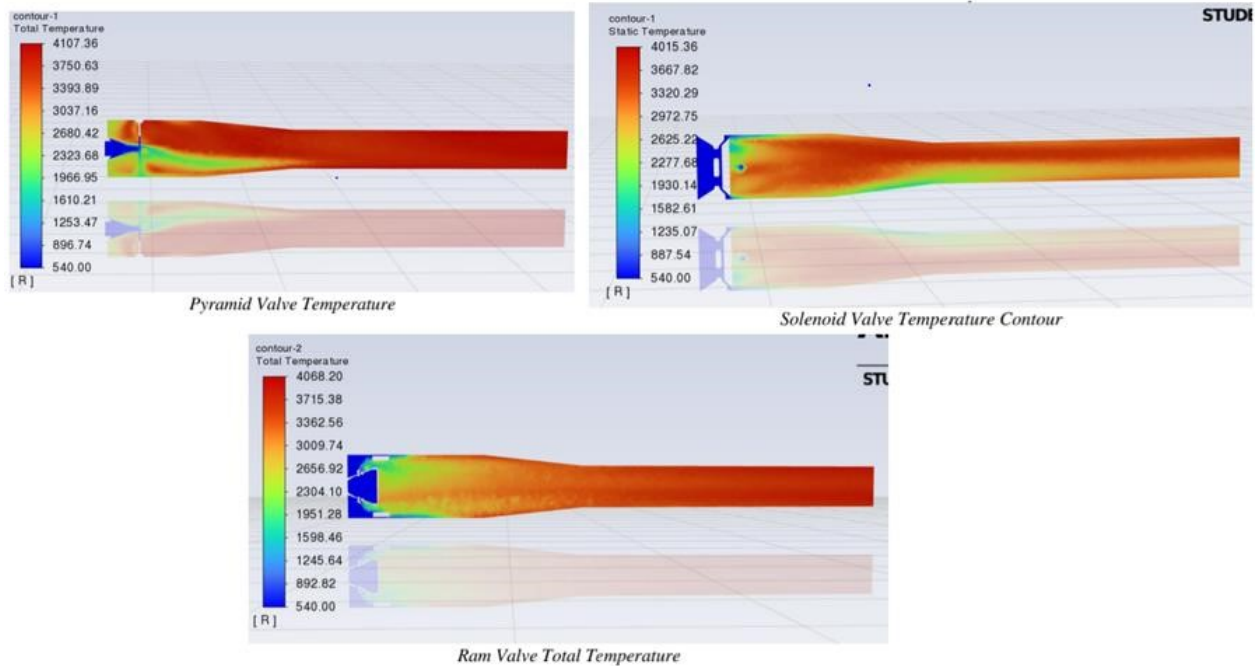 contour-1
Total Temperature
4107.36
3750.63
3393.89
3037.16
2680.42
2323.68
1966.95
1610.21
1253.47
896.74
540.00
[ R ]
Pyramid Valve Temperature
STUDE
contour-1
Static Temperature
4015.36
3667.82
3320.29
2972.75
2625.22
2277.68
1930.14
1582.61
1235.07
887.54
540.00
[ R ]
Solenoid Valve Temperature Contour
contour-2
Total Temperature
4068.20
3715.38
3362.56
3009.74
2656.92
2304.10
1951.28
1598.46
1245.64
892.82
540.00
[ R ]
STU
Ram Valve Total Temperature